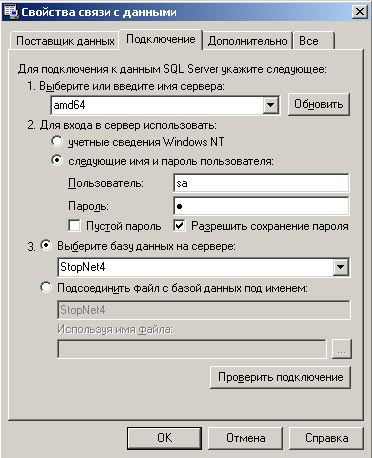 Свойства связи с данными
Поставщик данных Подключение Дополнительно Все
Для подключения к данным SQL Server укажите следующее:
1. Выберите или введите имя сервера:
amd64 Обновить
2. Для входа в сервер использовать:
учетные сведения Windows NT
следующие имя и пароль пользователя:
Пользователь: sa
Пароль: •
Пустой пароль Разрешить сохранение пароля
3. Выберите базу данных на сервере:
StopNet4
Подсоединить файл с базой данных под именем:
StopNet4
Используя имя файла:
...
Проверить подключение
OK Отмена Справка